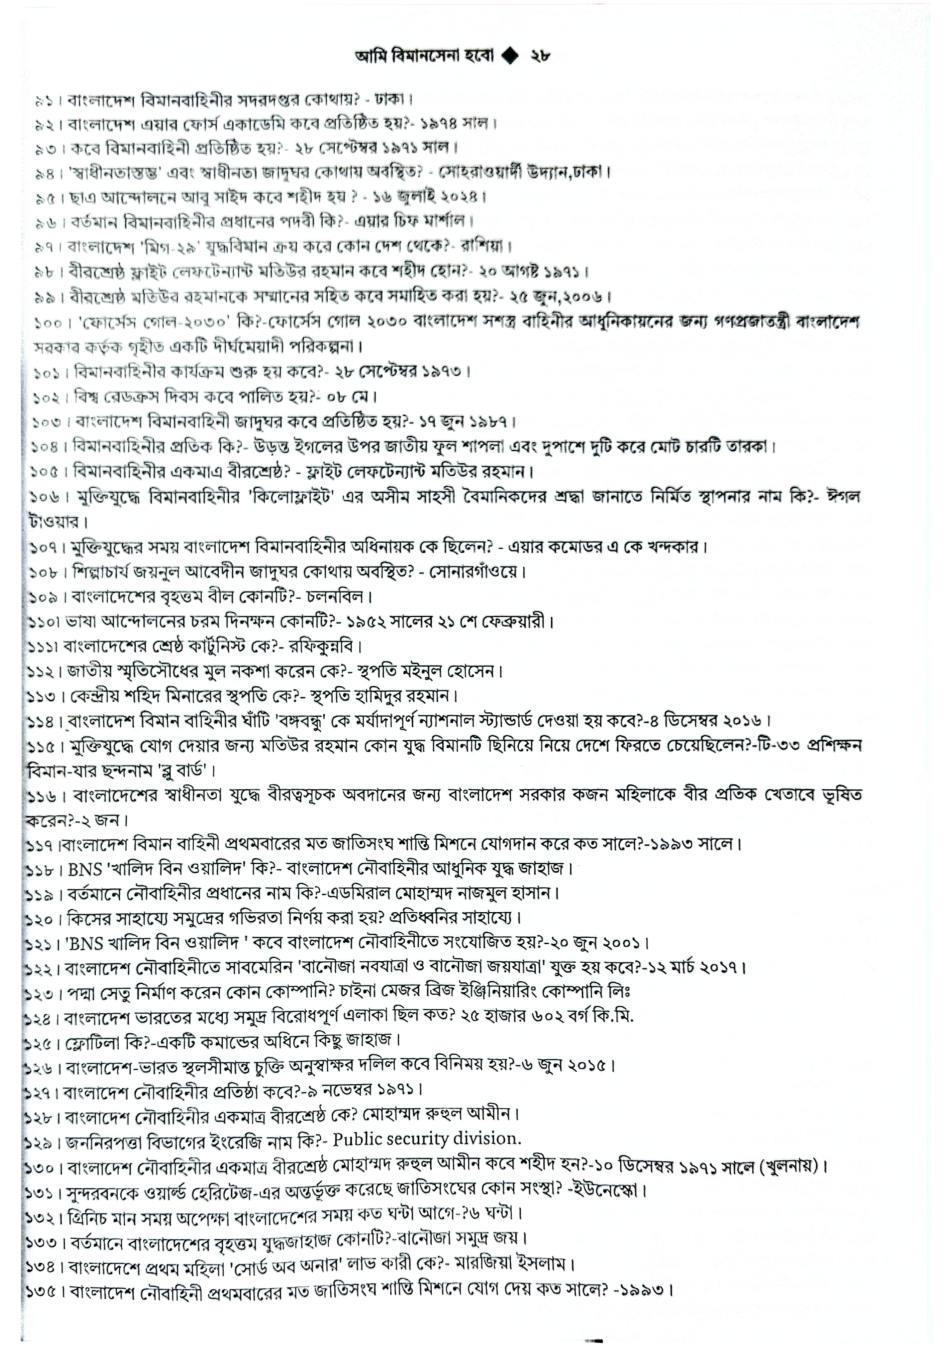 আমি বিমানসেনা হবো ◆ ২৮
৯১। বাংলাদেশ বিমানবাহিনীর সদরদপ্তর কোথায়? - ঢাকা।
৯২। বাংলাদেশ এয়ার ফোর্স একাডেমি কবে প্রতিষ্ঠিত হয়?- ১৯৭৪ সাল।
৯৩। কবে বিমানবাহিনী প্রতিষ্ঠিত হয়?- ২৮ সেপ্টেম্বর ১৯৭১ সাল।
৯৪। 'স্বাধীনতাস্তম্ভ' এবং স্বাধীনতা জাদুঘর কোথায় অবস্থিত? - সোহরাওয়ার্দী উদ্যান,ঢাকা।
৯৫। ছাএ আন্দোলনে আবু সাইদ কবে শহীদ হয় ? - ১৬ জুলাই ২০২৪।
৯৬। বর্তমান বিমানবাহিনীর প্রধানের পদবী কি?- এয়ার চিফ মার্শাল।
৯৭। বাংলাদেশ 'মিগ-২৯' যুদ্ধবিমান ক্রয় করে কোন দেশ থেকে?- রাশিয়া।
৯৮। বীরশ্রেষ্ঠ ফ্লাইট লেফটেন্যান্ট মতিউর রহমান কবে শহীদ হোন?- ২০ আগষ্ট ১৯৭১।
৯৯। বীরশ্রেষ্ঠ মতিউর রহমানকে সম্মানের সহিত কবে সমাহিত করা হয়?- ২৫ জুন,২০০৬।
১০০। 'ফোর্সেস গোল-২০৩০' কি?-ফোর্সেস গোল ২০৩০ বাংলাদেশ সশস্ত্র বাহিনীর আধুনিকায়নের জন্য গণপ্রজাতন্ত্রী বাংলাদেশ
সরকার কর্তৃক গৃহীত একটি দীর্ঘমেয়াদী পরিকল্পনা।
১০১। বিমানবাহিনীর কার্যক্রম শুরু হয় কবে?- ২৮ সেপ্টেম্বর ১৯৭৩।
১০২। বিশ্ব রেডক্রস দিবস কবে পালিত হয়?- ০৮ মে।
১০৩। বাংলাদেশ বিমানবাহিনী জাদুঘর কবে প্রতিষ্ঠিত হয়?- ১৭ জুন ১৯৮৭।
১০৪। বিমানবাহিনীর প্রতিক কি?- উড়ন্ত ইগলের উপর জাতীয় ফুল শাপলা এবং দুপাশে দুটি করে মোট চারটি তারকা।
১০৫। বিমানবাহিনীর একমাএ বীরশ্রেষ্ঠ? - ফ্লাইট লেফটেন্যান্ট মতিউর রহমান।
১০৬। মুক্তিযুদ্ধে বিমানবাহিনীর 'কিলোফ্লাইট' এর অসীম সাহসী বৈমানিকদের শ্রদ্ধা জানাতে নির্মিত স্থাপনার নাম কি?- ঈগল
টাওয়ার।
১০৭। মুক্তিযুদ্ধের সময় বাংলাদেশ বিমানবাহিনীর অধিনায়ক কে ছিলেন? - এয়ার কমোডর এ কে খন্দকার।
১০৮। শিল্পাচার্য জয়নুল আবেদীন জাদুঘর কোথায় অবস্থিত? - সোনারগাঁওয়ে।
১০৯। বাংলাদেশের বৃহত্তম বীল কোনটি?- চলনবিল।
১১০। ভাষা আন্দোলনের চরম দিনক্ষন কোনটি?- ১৯৫২ সালের ২১ শে ফেব্রুয়ারী।
১১১। বাংলাদেশের শ্রেষ্ঠ কার্টুনিস্ট কে?- রফিকুন্নবি।
১১২। জাতীয় স্মৃতিসৌধের মূল নকশা করেন কে?- স্থপতি মইনুল হোসেন।
১১৩। কেন্দ্রীয় শহিদ মিনারের স্থপতি কে?- স্থপতি হামিদুর রহমান।
১১৪। বাংলাদেশ বিমান বাহিনীর ঘাঁটি 'বঙ্গবন্ধু' কে মর্যাদাপূর্ণ ন্যাশনাল স্ট্যান্ডার্ড দেওয়া হয় কবে?-৪ ডিসেম্বর ২০১৬।
১১৫। মুক্তিযুদ্ধে যোগ দেয়ার জন্য মতিউর রহমান কোন যুদ্ধ বিমানটি ছিনিয়ে নিয়ে দেশে ফিরতে চেয়েছিলেন?-টি-৩৩ প্রশিক্ষন
বিমান-যার ছন্দনাম 'ব্লু বার্ড'।
১১৬। বাংলাদেশের স্বাধীনতা যুদ্ধে বীরত্বসূচক অবদানের জন্য বাংলাদেশ সরকার কজন মহিলাকে বীর প্রতিক খেতাবে ভূষিত
করেন?-২ জন।
১১৭।বাংলাদেশ বিমান বাহিনী প্রথমবারের মত জাতিসংঘ শান্তি মিশনে যোগদান করে কত সালে?-১৯৯৩ সালে।
১১৮। BNS 'খালিদ বিন ওয়ালিদ' কি?- বাংলাদেশ নৌবাহিনীর আধুনিক যুদ্ধ জাহাজ।
১১৯। বর্তমানে নৌবাহিনীর প্রধানের নাম কি?-এডমিরাল মোহাম্মদ নাজমুল হাসান।
১২০। কিসের সাহায্যে সমুদ্রের গভিরতা নির্ণয় করা হয়? প্রতিধ্বনির সাহায্যে।
১২১। 'BNS খালিদ বিন ওয়ালিদ ' কবে বাংলাদেশ নৌবাহিনীতে সংযোজিত হয়?-২০ জুন ২০০১।
১২২। বাংলাদেশ নৌবাহিনীতে সাবমেরিন 'বানৌজা নবযাত্রা ও বানৌজা জয়যাত্রা' যুক্ত হয় কবে?-১২ মার্চ ২০১৭।
১২৩। পদ্মা সেতু নির্মাণ করেন কোন কোম্পানি? চাইনা মেজর ব্রিজ ইঞ্জিনিয়ারিং কোম্পানি লিঃ
১২৪। বাংলাদেশ ভারতের মধ্যে সমুদ্র বিরোধপূর্ণ এলাকা ছিল কত? ২৫ হাজার ৬০২ বর্গ কি.মি.
১২৫। ফ্লোটিলা কি?-একটি কমান্ডের অধিনে কিছু জাহাজ।
১২৬। বাংলাদেশ-ভারত স্থলসীমান্ত চুক্তি অনুস্বাক্ষর দলিল কবে বিনিময় হয়?-৬ জুন ২০১৫।
১২৭। বাংলাদেশ নৌবাহিনীর প্রতিষ্ঠা কবে?-৯ নভেম্বর ১৯৭১।
১২৮। বাংলাদেশ নৌবাহিনীর একমাত্র বীরশ্রেষ্ঠ কে? মোহাম্মদ রুহুল আমীন।
১২৯। জননিরপত্তা বিভাগের ইংরেজি নাম কি?- Public security division.
১৩০। বাংলাদেশ নৌবাহিনীর একমাত্র বীরশ্রেষ্ঠ মোহাম্মদ রুহুল আমীন কবে শহীদ হন?-১০ ডিসেম্বর ১৯৭১ সালে (খুলনায়)।
১৩১। সুন্দরবনকে ওয়ার্ল্ড হেরিটেজ-এর অন্তর্ভূক্ত করেছে জাতিসংঘের কোন সংস্থা? -ইউনেস্কো।
১৩২। গ্রিনিচ মান সময় অপেক্ষা বাংলাদেশের সময় কত ঘন্টা আগে-?৬ ঘন্টা।
১৩৩। বর্তমানে বাংলাদেশের বৃহত্তম যুদ্ধজাহাজ কোনটি?-বানৌজা সমুদ্র জয়।
১৩৪। বাংলাদেশে প্রথম মহিলা 'সোর্ড অব অনার' লাভ কারী কে?- মারজিয়া ইসলাম।
১৩৫। বাংলাদেশ নৌবাহিনী প্রথমবারের মত জাতিসংঘ শান্তি মিশনে যোগ দেয় কত সালে? -১৯৯৩।